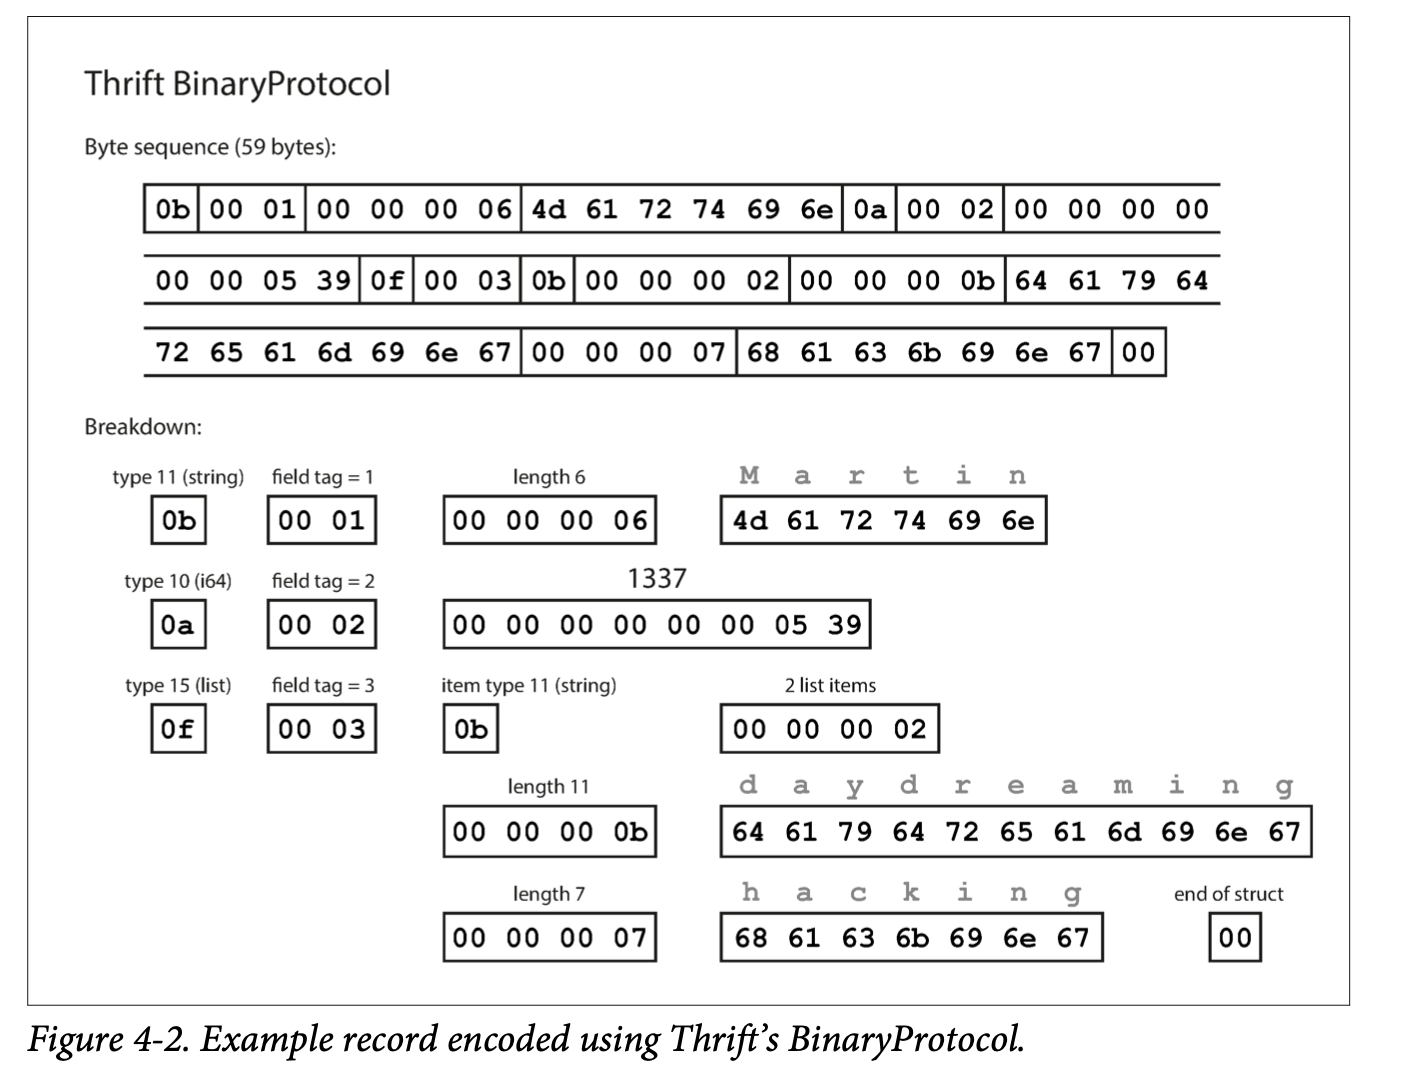 Thrift BinaryProtocol
Byte sequence (59 bytes):
0b 00 01 00 00 00 06 4d 61 72 74 69 6e 0a 00 02 00 00 00 00
00 00 05 39 0f 00 03 0b 00 00 00 02 00 00 00 0b 64 61 79 64
72 65 61 6d 69 6e 67 00 00 00 07 68 61 63 6b 69 6e 67 00
Breakdown:
type 11 (string) field tag = 1 length 6 M a r t i n
0b 00 01 00 00 00 06 4d 61 72 74 69 6e
type 10 (i64) field tag = 2 1337
0a 00 02 00 00 00 00 00 00 05 39
type 15 (list) field tag = 3 item type 11 (string) 2 list items
0f 00 03 0b 00 00 00 02
length 11 d a y d r e a m i n g
00 00 00 0b 64 61 79 64 72 65 61 6d 69 6e 67
length 7 h a c k i n g end of struct
00 00 00 07 68 61 63 6b 69 6e 67 00
Figure 4-2. Example record encoded using Thrift’s BinaryProtocol.